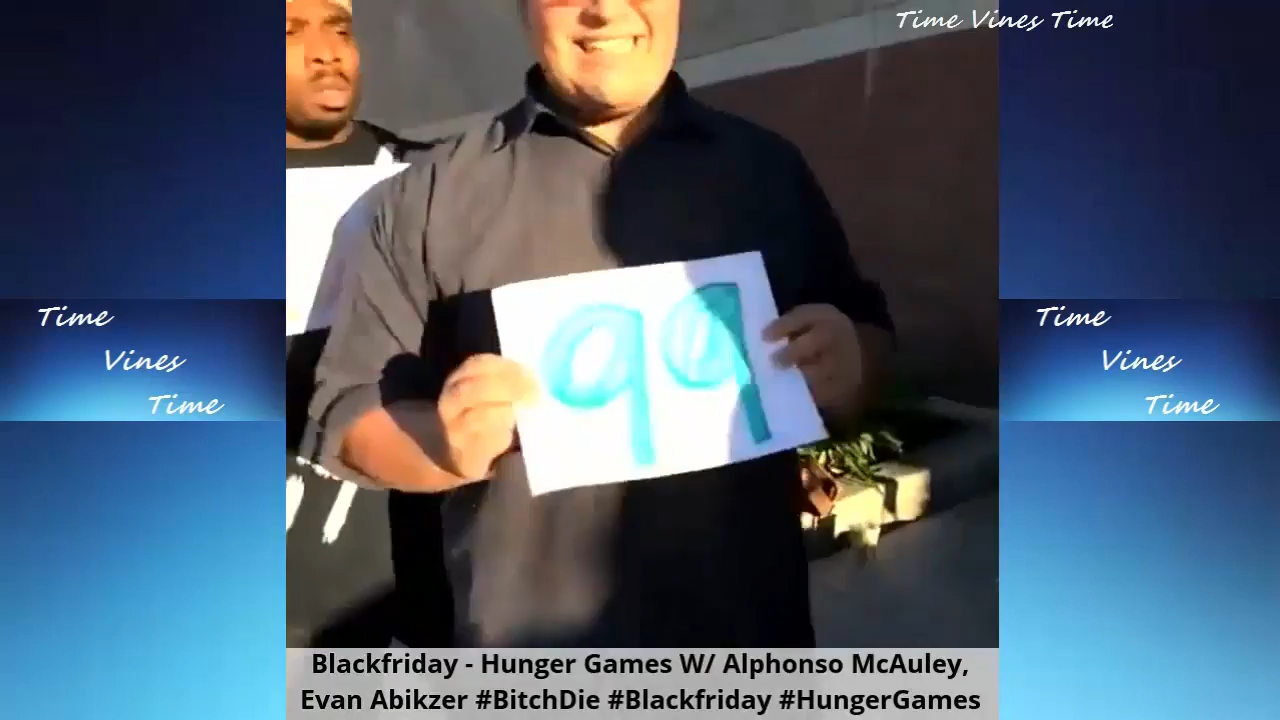 Time Vines Time
Time
Vines
Time
Time
Vines
Time
99
Blackfriday - Hunger Games W/ Alphonso McAuley,
Evan Abikzer #BitchDie #Blackfriday #HungerGames